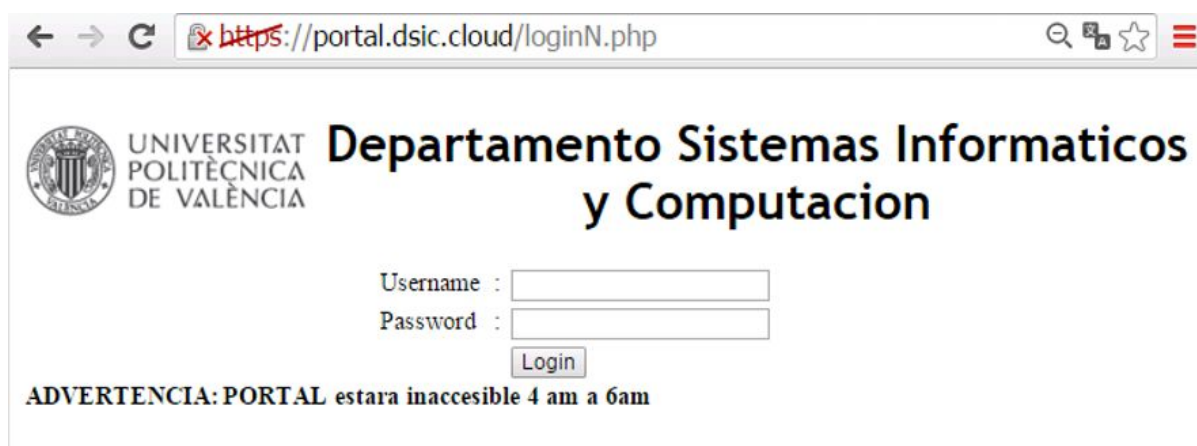 https://portal.dsic.cloud/loginN.php
UNIVERSITAT
POLITÈCNICA
DE VALÈNCIA
Departamento Sistemas Informaticos
y Computacion
Username :
Password :
Login
ADVERTENCIA: PORTAL estara inaccesible 4 am a 6am